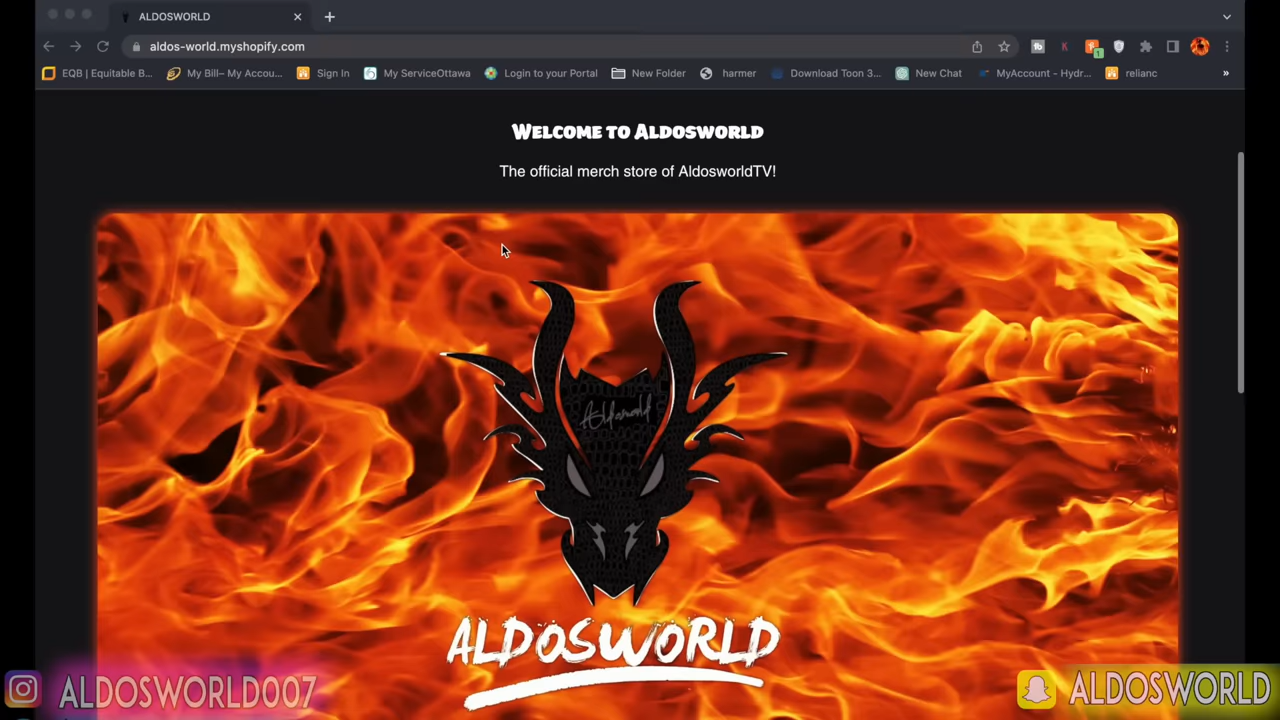 ALDOSWORLD
aldos-world.myshopify.com
1
EQB | Equitable B... My Bill– My Accou... Sign In My ServiceOttawa Login to your Portal New Folder harmer Download Toon 3... New Chat MyAccount - Hydr... relianc »
Welcome to Aldosworld
The official merch store of AldosworldTV!
Aldosworld
ALDOSWORLD
ALDOSWORLD007
ALDOSWORLD